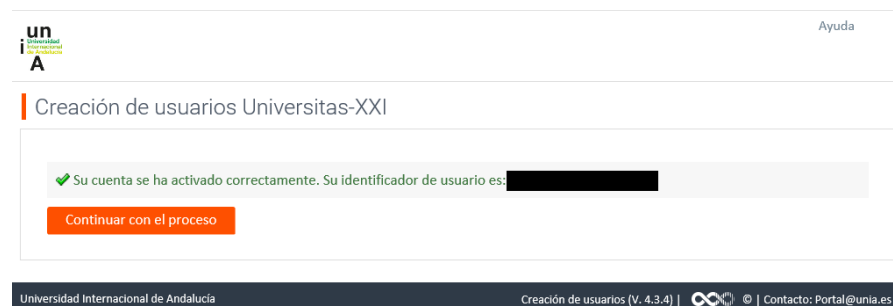 Ayuda
un
i Universidad
Internacional
de Andalucía
A
Creación de usuarios Universitas-XXI
Su cuenta se ha activado correctamente. Su identificador de usuario es:
Continuar con el proceso
Universidad Internacional de Andalucía
Creación de usuarios (V. 4.3.4) | © | Contacto: Portal@unia.es